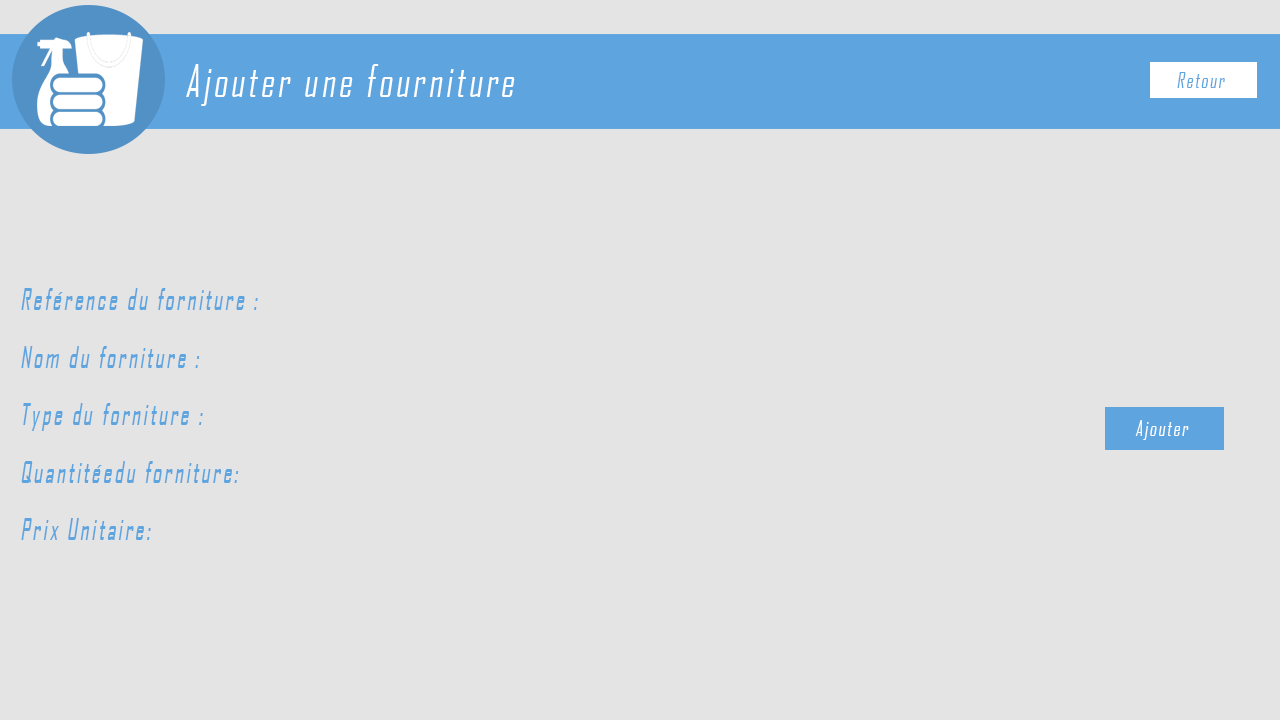 Ajouter une fourniture
Retour
Reférence du forniture :
Nom du forniture :
Type du forniture :
Ajouter
Quantitéedu forniture:
Prix Unitaire: